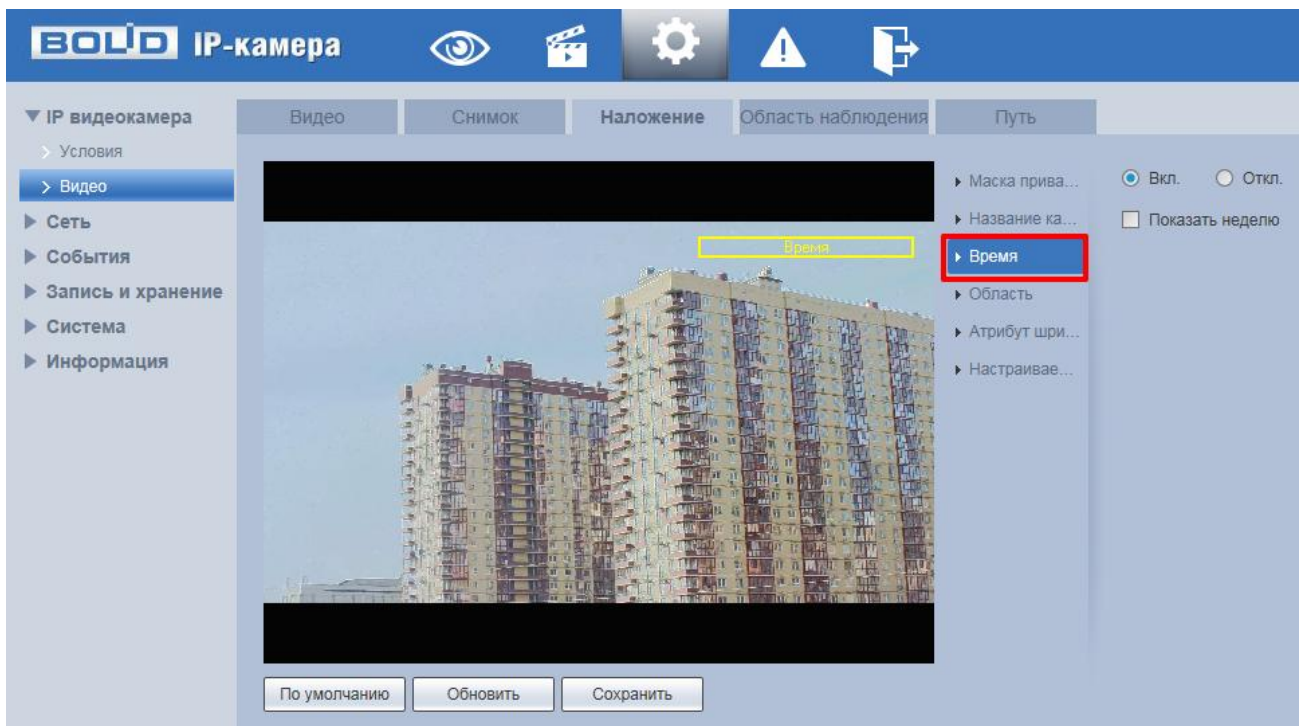 BOLID IP-камера
IP видеокамера
Условия
Видео
Сеть
События
Запись и хранение
Система
Информация
Видео
Снимок
Наложение
Область наблюдения
Путь
Время
Маска прива...
Название ка...
Время
Область
Атрибут шри...
Настраивае...
Вкл.
Откл.
Показать неделю
По умолчанию
Обновить
Сохранить